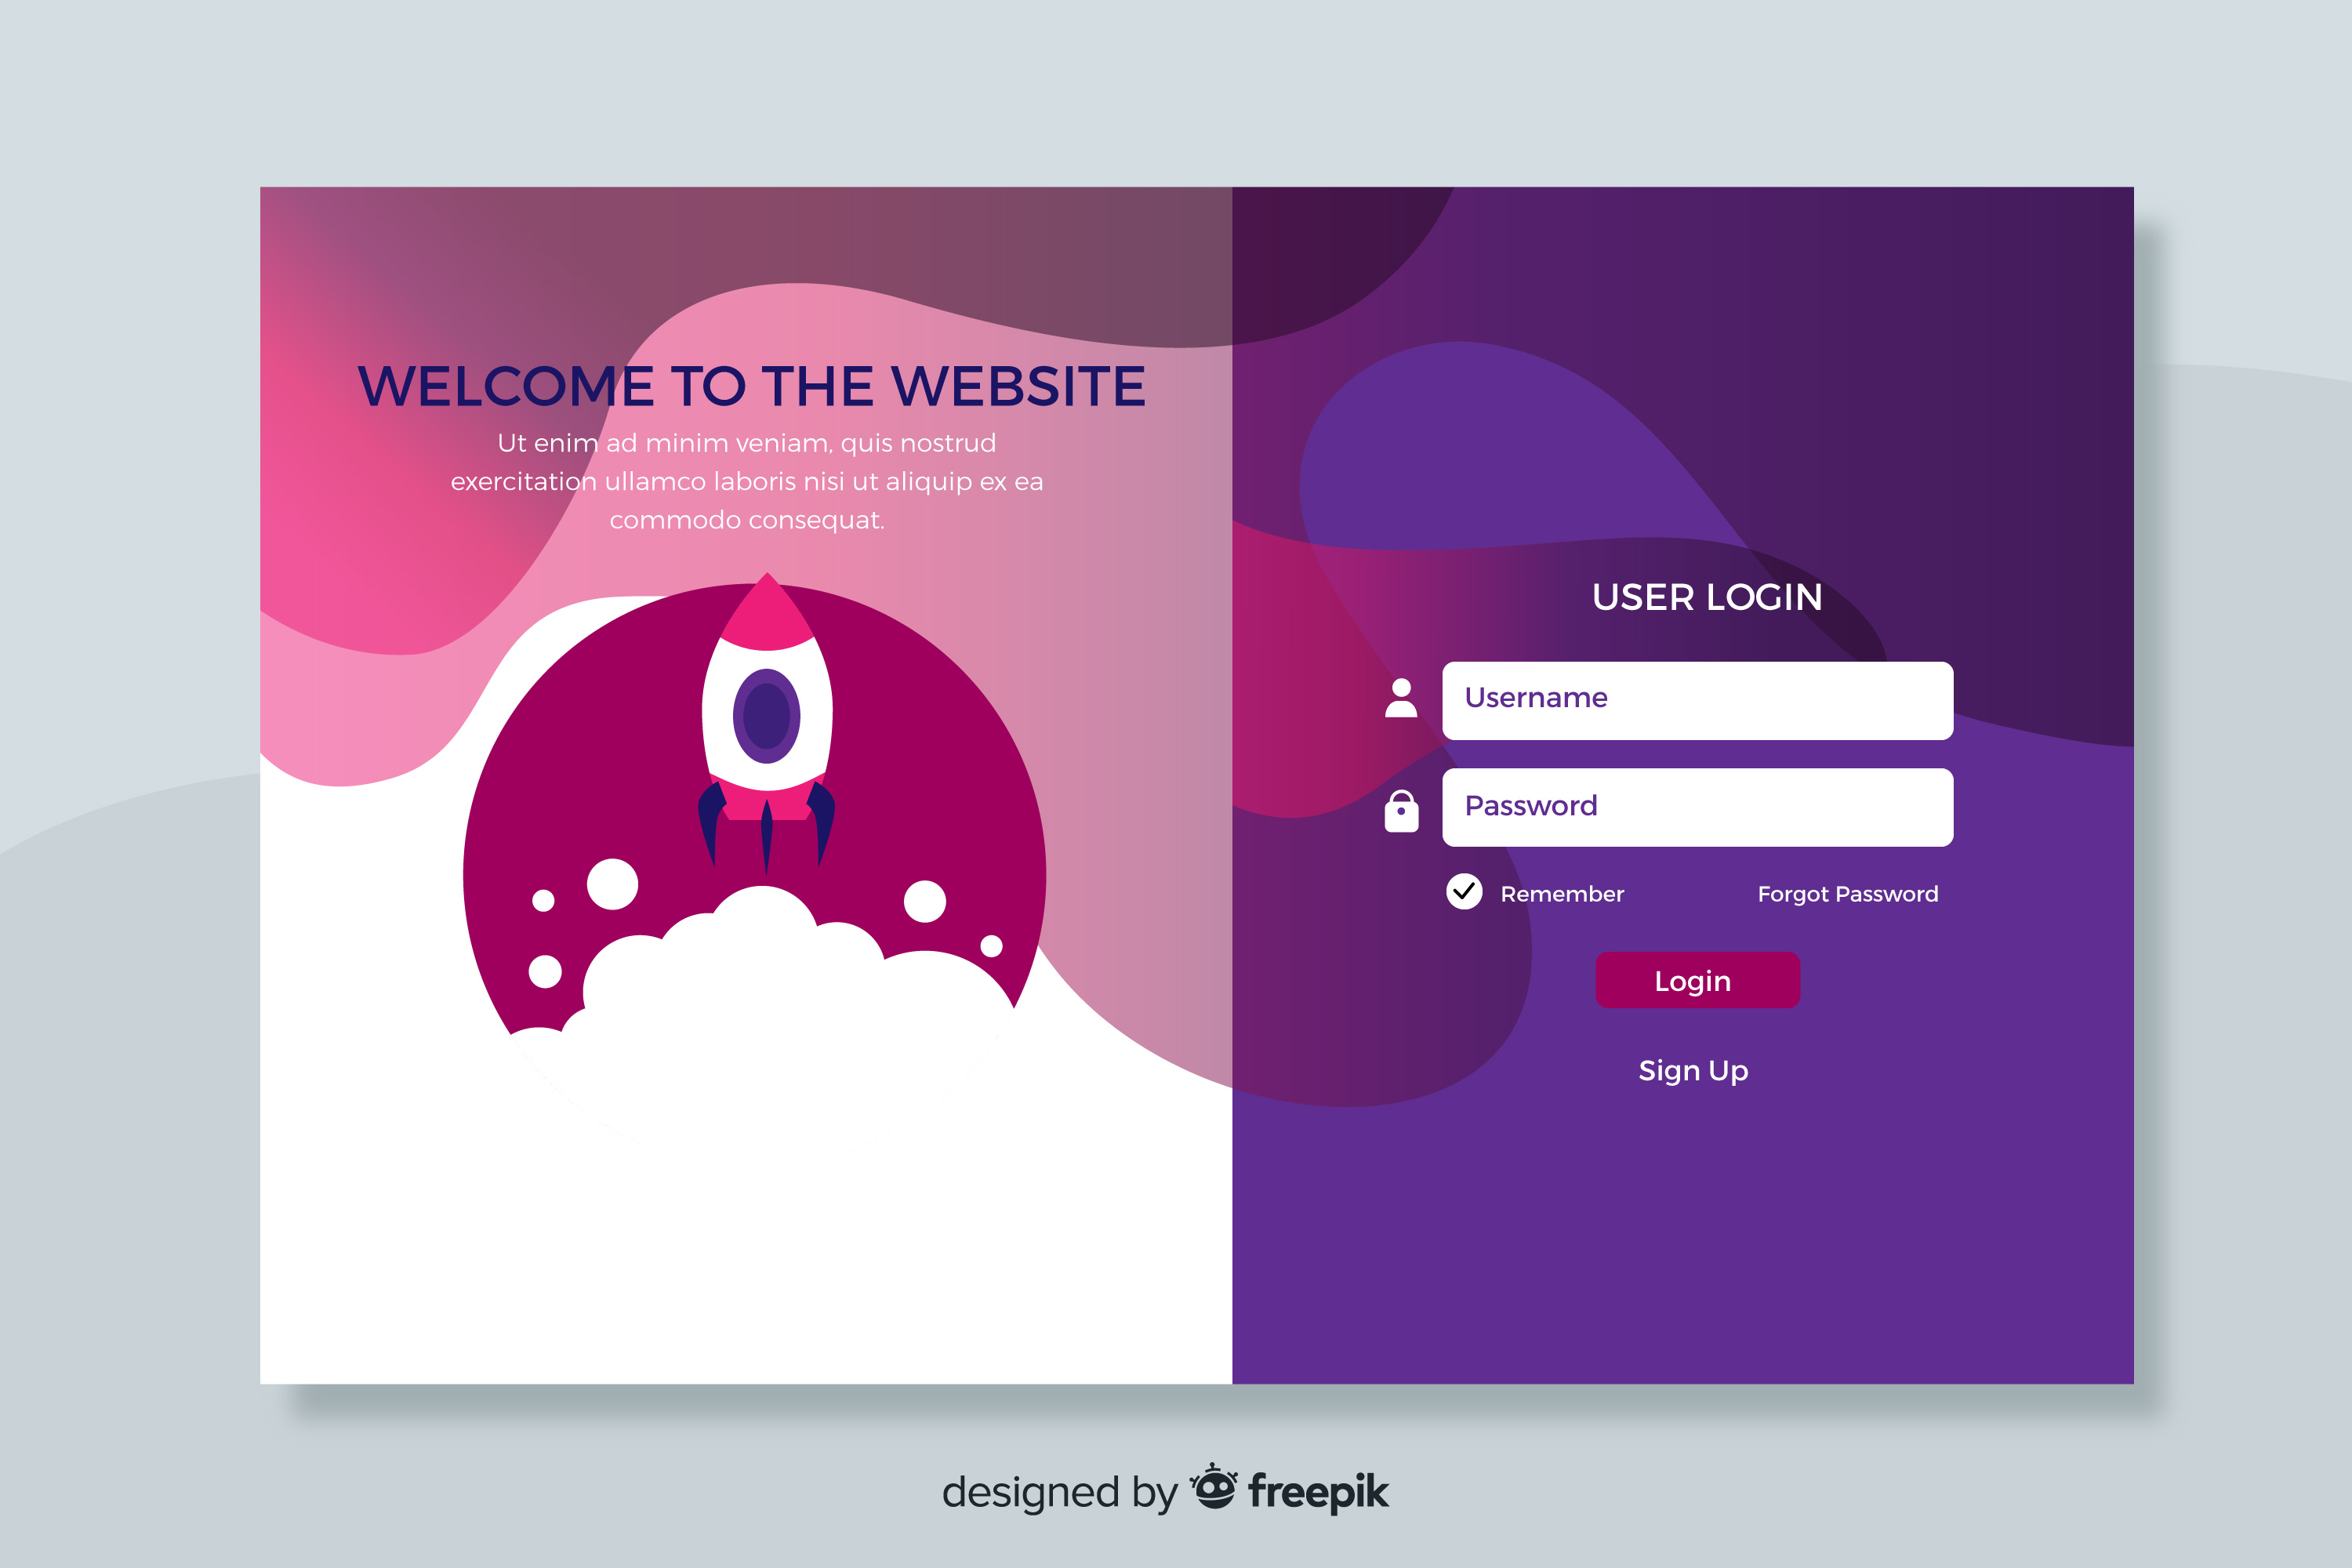 WELCOME TO THE WEBSITE
Ut enim ad minim veniam, quis nostrud
exercitation ullamco laboris nisi ut aliquip ex ea
commodo consequat.
USER LOGIN
Username
Password
Remember
Forgot Password
Login
Sign Up
designed by freepik